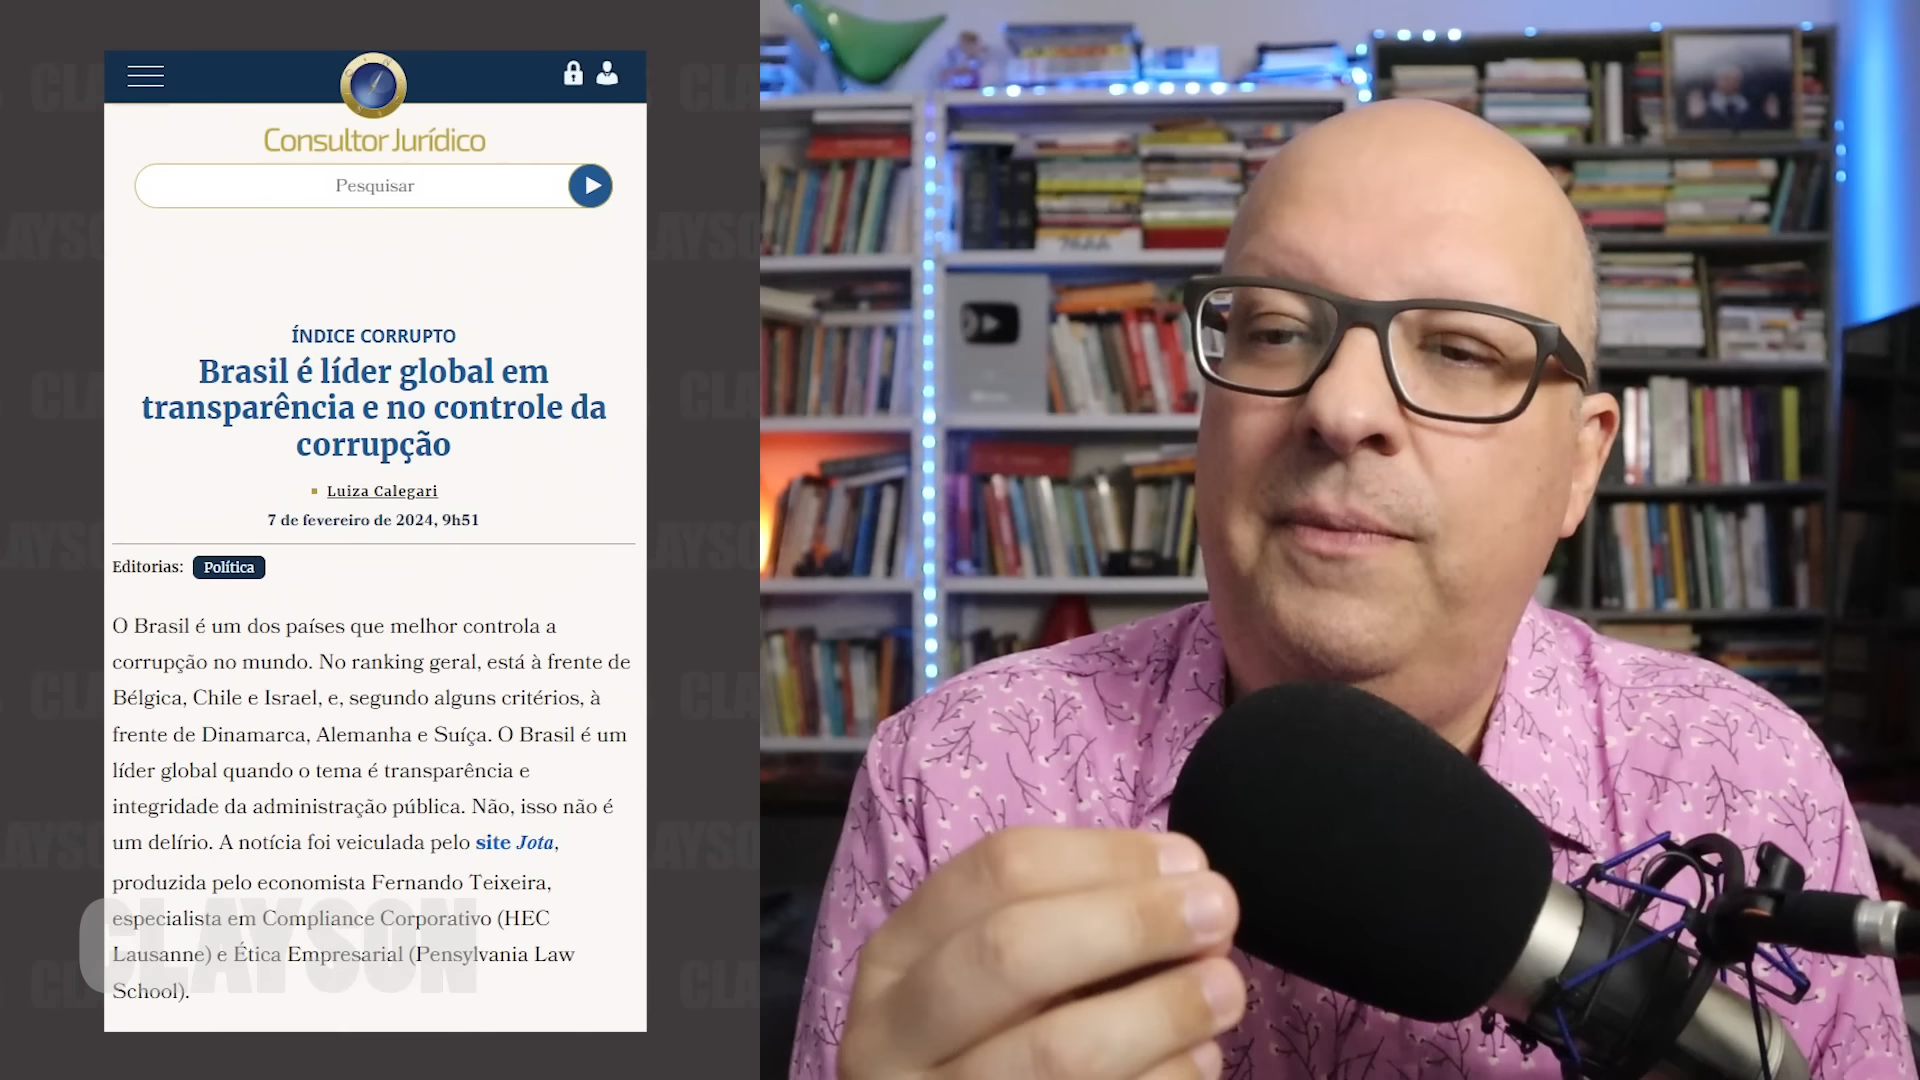 Consultor Jurídico
Pesquisar
ÍNDICE CORRUPTO
Brasil é líder global em
transparência e no controle da
corrupção
Luiza Calegari
7 de fevereiro de 2024, 9h51
Editorias: Política
O Brasil é um dos países que melhor controla a
corrupção no mundo. No ranking geral, está à frente de
Bélgica, Chile e Israel, e, segundo alguns critérios, à
frente de Dinamarca, Alemanha e Suíça. O Brasil é um
líder global quando o tema é transparência e
integridade da administração pública. Não, isso não é
um delírio. A notícia foi veiculada pelo site Jota,
produzida pelo economista Fernando Teixeira,
especialista em Compliance Corporativo (HEC
Lausanne) e Ética Empresarial (Pensylvania Law
School).
CLAYSON